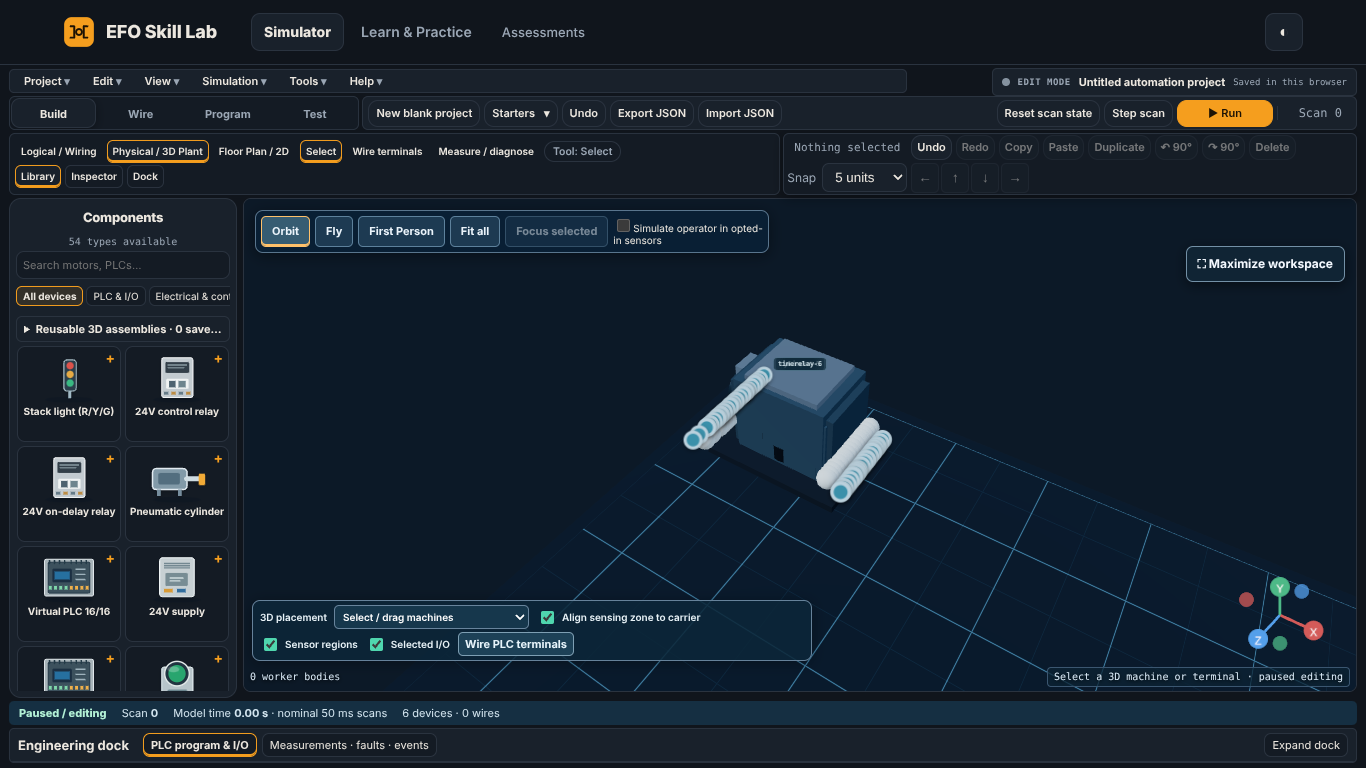 EFO Skill Lab
Simulator
Learn & Practice
Assessments
Project ▾
Edit ▾
View ▾
Simulation ▾
Tools ▾
Help ▾
EDIT MODE Untitled automation project Saved in this browser
Build
Wire
Program
Test
New blank project
Starters ▾
Undo
Export JSON
Import JSON
Reset scan state
Step scan
▶ Run
Scan 0
Logical / Wiring
Physical / 3D Plant
Floor Plan / 2D
Select
Wire terminals
Measure / diagnose
Tool: Select
Library
Inspector
Dock
Nothing selected
Undo
Redo
Copy
Paste
Duplicate
↶ 90°
↷ 90°
Delete
Snap
5 units
←
↑
↓
→
Components
54 types available
Search motors, PLCs...
All devices
PLC & I/O
Electrical & cont
▶ Reusable 3D assemblies · 0 save...
+
Stack light (R/Y/G)
+
24V control relay
+
24V on-delay relay
+
Pneumatic cylinder
+
Virtual PLC 16/16
+
24V supply
+
+
Orbit
Fly
First Person
Fit all
Focus selected
Simulate operator in opted-
in sensors
Maximize workspace
timerelay-6
3D placement
Select / drag machines
Align sensing zone to carrier
Sensor regions
Selected I/O
Wire PLC terminals
0 worker bodies
Y
X
Z
Select a 3D machine or terminal · paused editing
Paused / editing
Scan 0
Model time 0.00 s · nominal 50 ms scans
6 devices · 0 wires
Engineering dock
PLC program & I/O
Measurements · faults · events
Expand dock